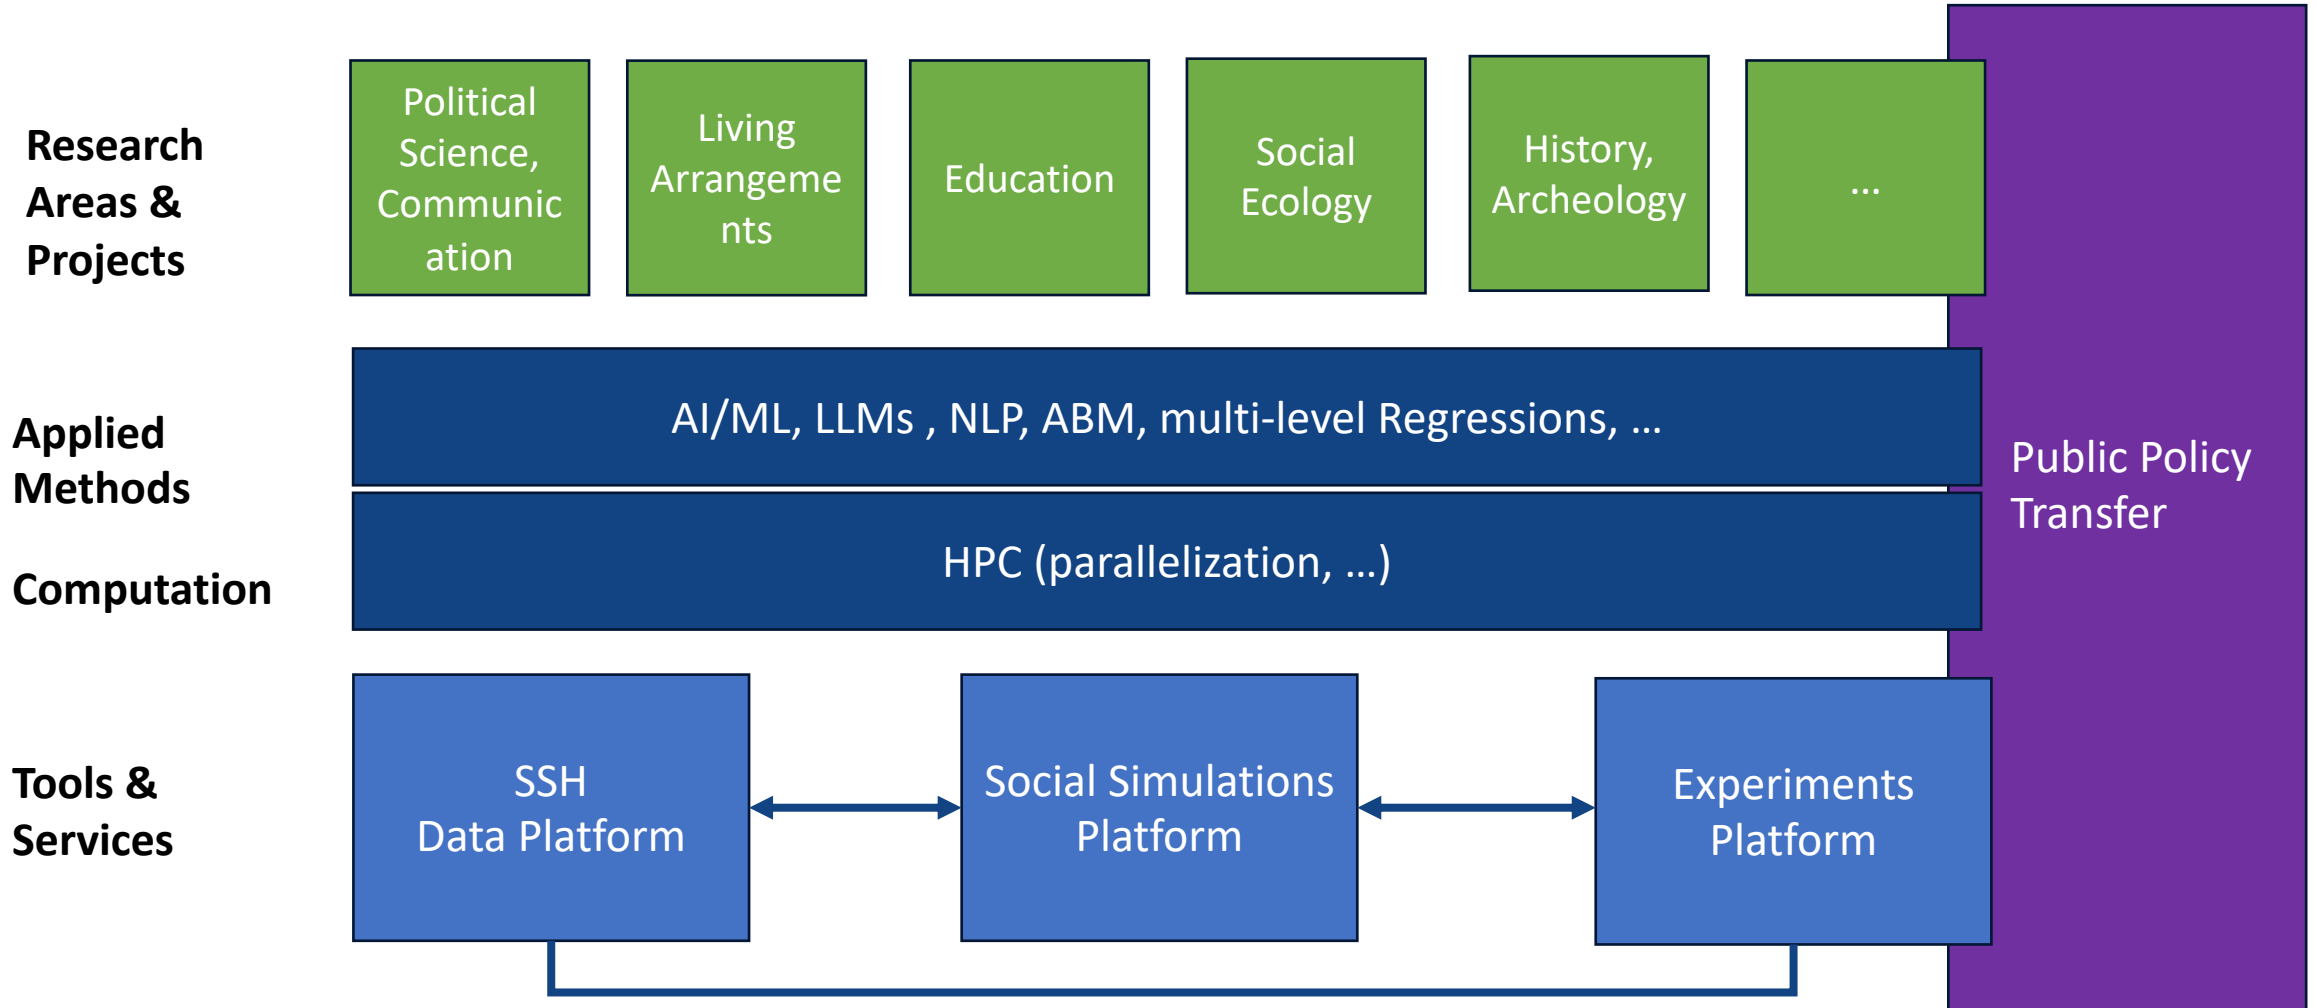 Research
Areas &
Projects
Political
Science,
Communic
ation
Living
Arrangeme
nts
Education
Social
Ecology
History,
Archeology
...
Applied
Methods
AI/ML, LLMs , NLP, ABM, multi-level Regressions, ...
Computation
HPC (parallelization, ...)
Public Policy
Transfer
Tools &
Services
SSH
Data Platform
Social Simulations
Platform
Experiments
Platform